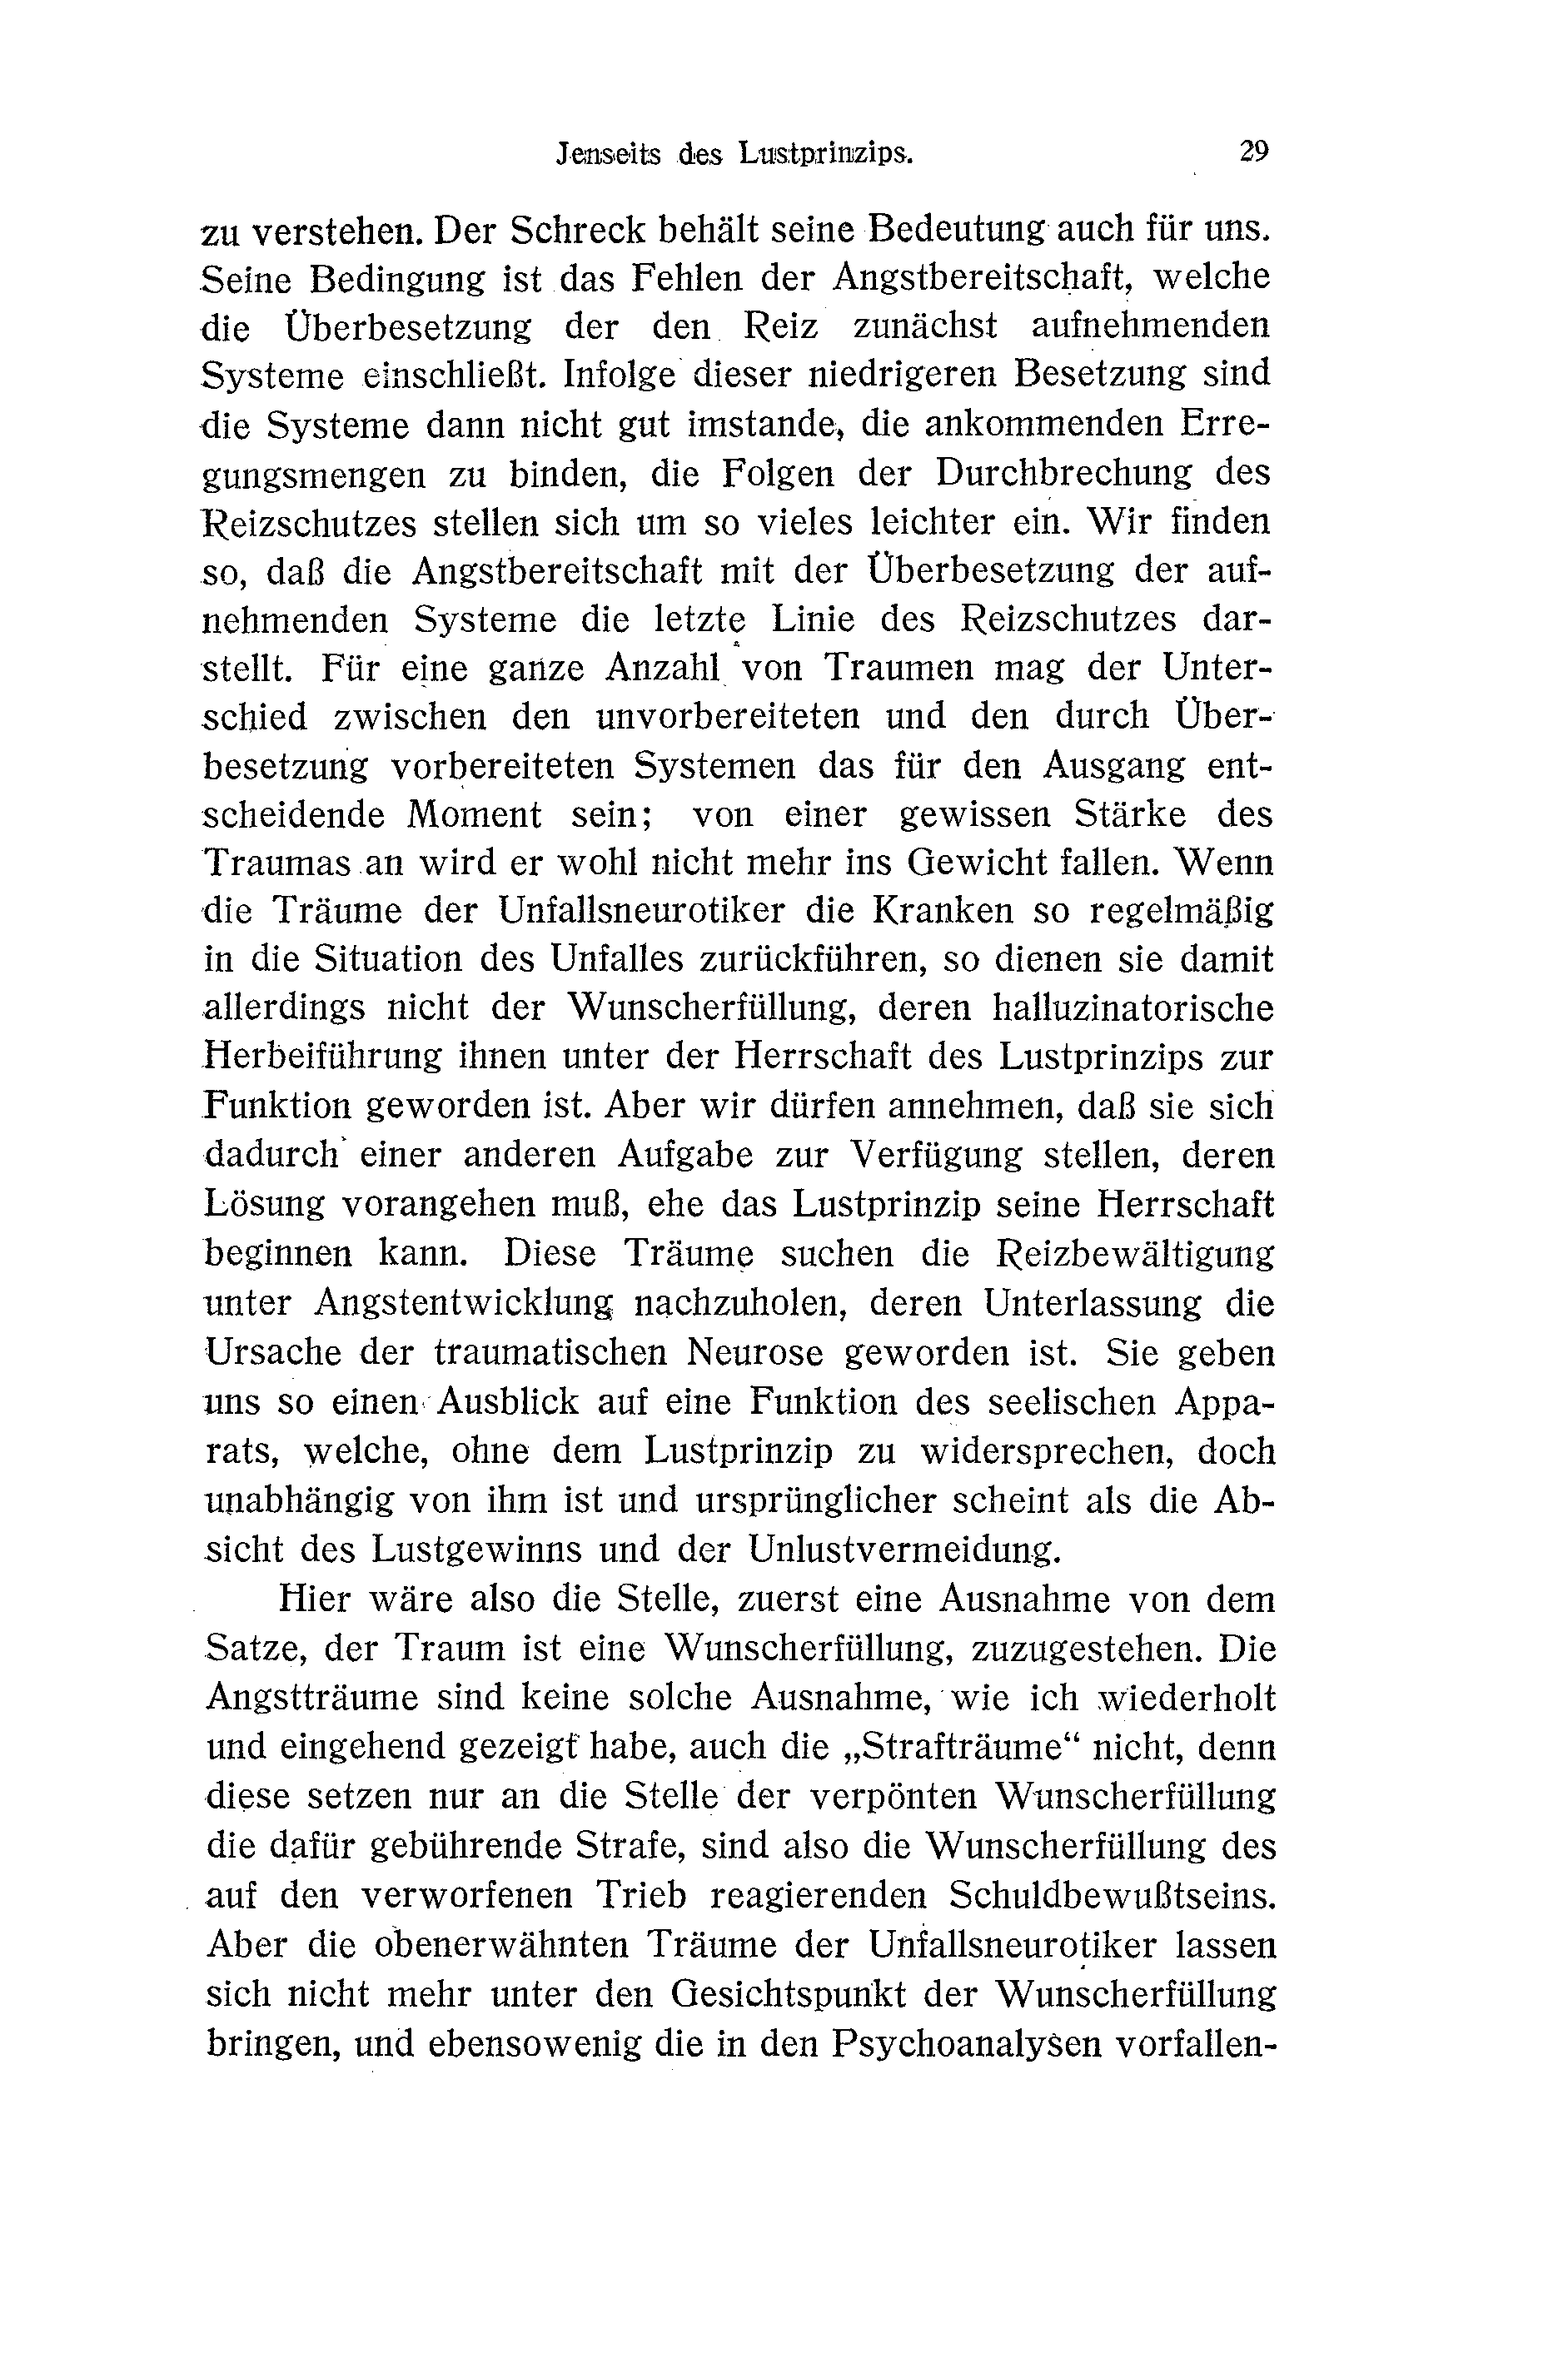 Jenseits des Lustprinzips. 29
zu verstehen. Der Schreck behält seine Bedeutung auch für uns.
Seine Bedingung ist das Fehlen der Angstbereitschaft, welche
die Überbesetzung der den Reiz zunächst aufnehmenden
Systeme einschließt. Infolge dieser niedrigeren Besetzung sind
die Systeme dann nicht gut imstande, die ankommenden Erre-
gungsmengen zu binden, die Folgen der Durchbrechung des
Reizschutzes stellen sich um so vieles leichter ein. Wir finden
so, daß die Angstbereitschaft mit der Überbesetzung der auf-
nehmenden Systeme die letzte Linie des Reizschutzes dar-
stellt. Für eine ganze Anzahl von Traumen mag der Unter-
schied zwischen den unvorbereiteten und den durch Über-
besetzung vorbereiteten Systemen das für den Ausgang ent-
scheidende Moment sein; von einer gewissen Stärke des
Traumas an wird er wohl nicht mehr ins Gewicht fallen. Wenn
die Träume der Unfallsneurotiker die Kranken so regelmäßig
in die Situation des Unfalles zurückführen, so dienen sie damit
allerdings nicht der Wunscherfüllung, deren halluzinatorische
Herbeiführung ihnen unter der Herrschaft des Lustprinzips zur
Funktion geworden ist. Aber wir dürfen annehmen, daß sie sich
dadurch einer anderen Aufgabe zur Verfügung stellen, deren
Lösung vorangehen muß, ehe das Lustprinzip seine Herrschaft
beginnen kann. Diese Träume suchen die Reizbewältigung
unter Angstentwicklung nachzuholen, deren Unterlassung die
Ursache der traumatischen Neurose geworden ist. Sie geben
uns so einen Ausblick auf eine Funktion des seelischen Appa-
rats, welche, ohne dem Lustprinzip zu widersprechen, doch
unabhängig von ihm ist und ursprünglicher scheint als die Ab-
sicht des Lustgewinns und der Unlustvermeidung.
Hier wäre also die Stelle, zuerst eine Ausnahme von dem
Satze, der Traum ist eine Wunscherfüllung, zuzugestehen. Die
Angstträume sind keine solche Ausnahme, wie ich wiederholt
und eingehend gezeigt habe, auch die „Strafträume“ nicht, denn
diese setzen nur an die Stelle der verpönten Wunscherfüllung
die dafür gebührende Strafe, sind also die Wunscherfüllung des
auf den verworfenen Trieb reagierenden Schuldbewußtseins.
Aber die obenerwähnten Träume der Unfallsneurotiker lassen
sich nicht mehr unter den Gesichtspunkt der Wunscherfüllung
bringen, und ebensowenig die in den Psychoanalysen vorfallen-